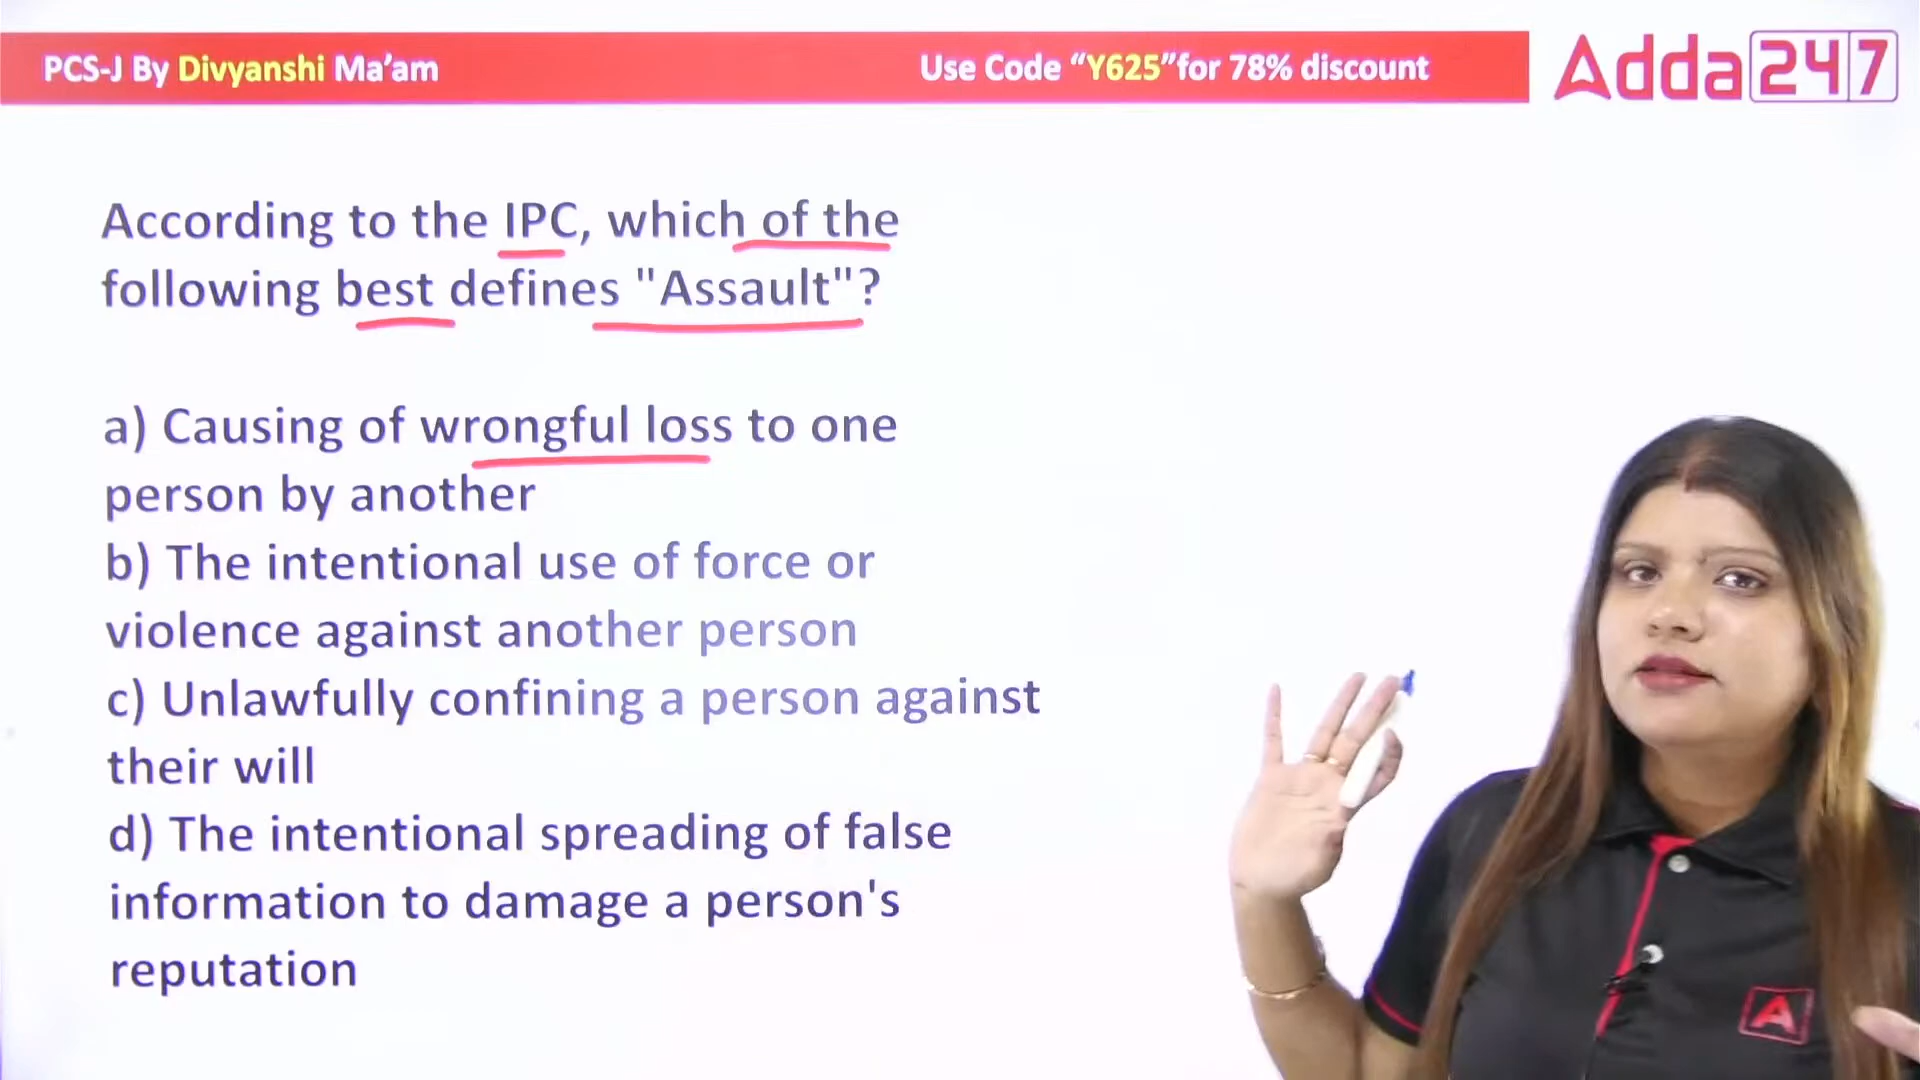 PCS-J By Divyanshi Ma’am
Use Code “Y625”for 78% discount
Adda247
According to the IPC, which of the
following best defines "Assault"?
a) Causing of wrongful loss to one
person by another
b) The intentional use of force or
violence against another person
c) Unlawfully confining a person against
their will
d) The intentional spreading of false
information to damage a person's
reputation
A